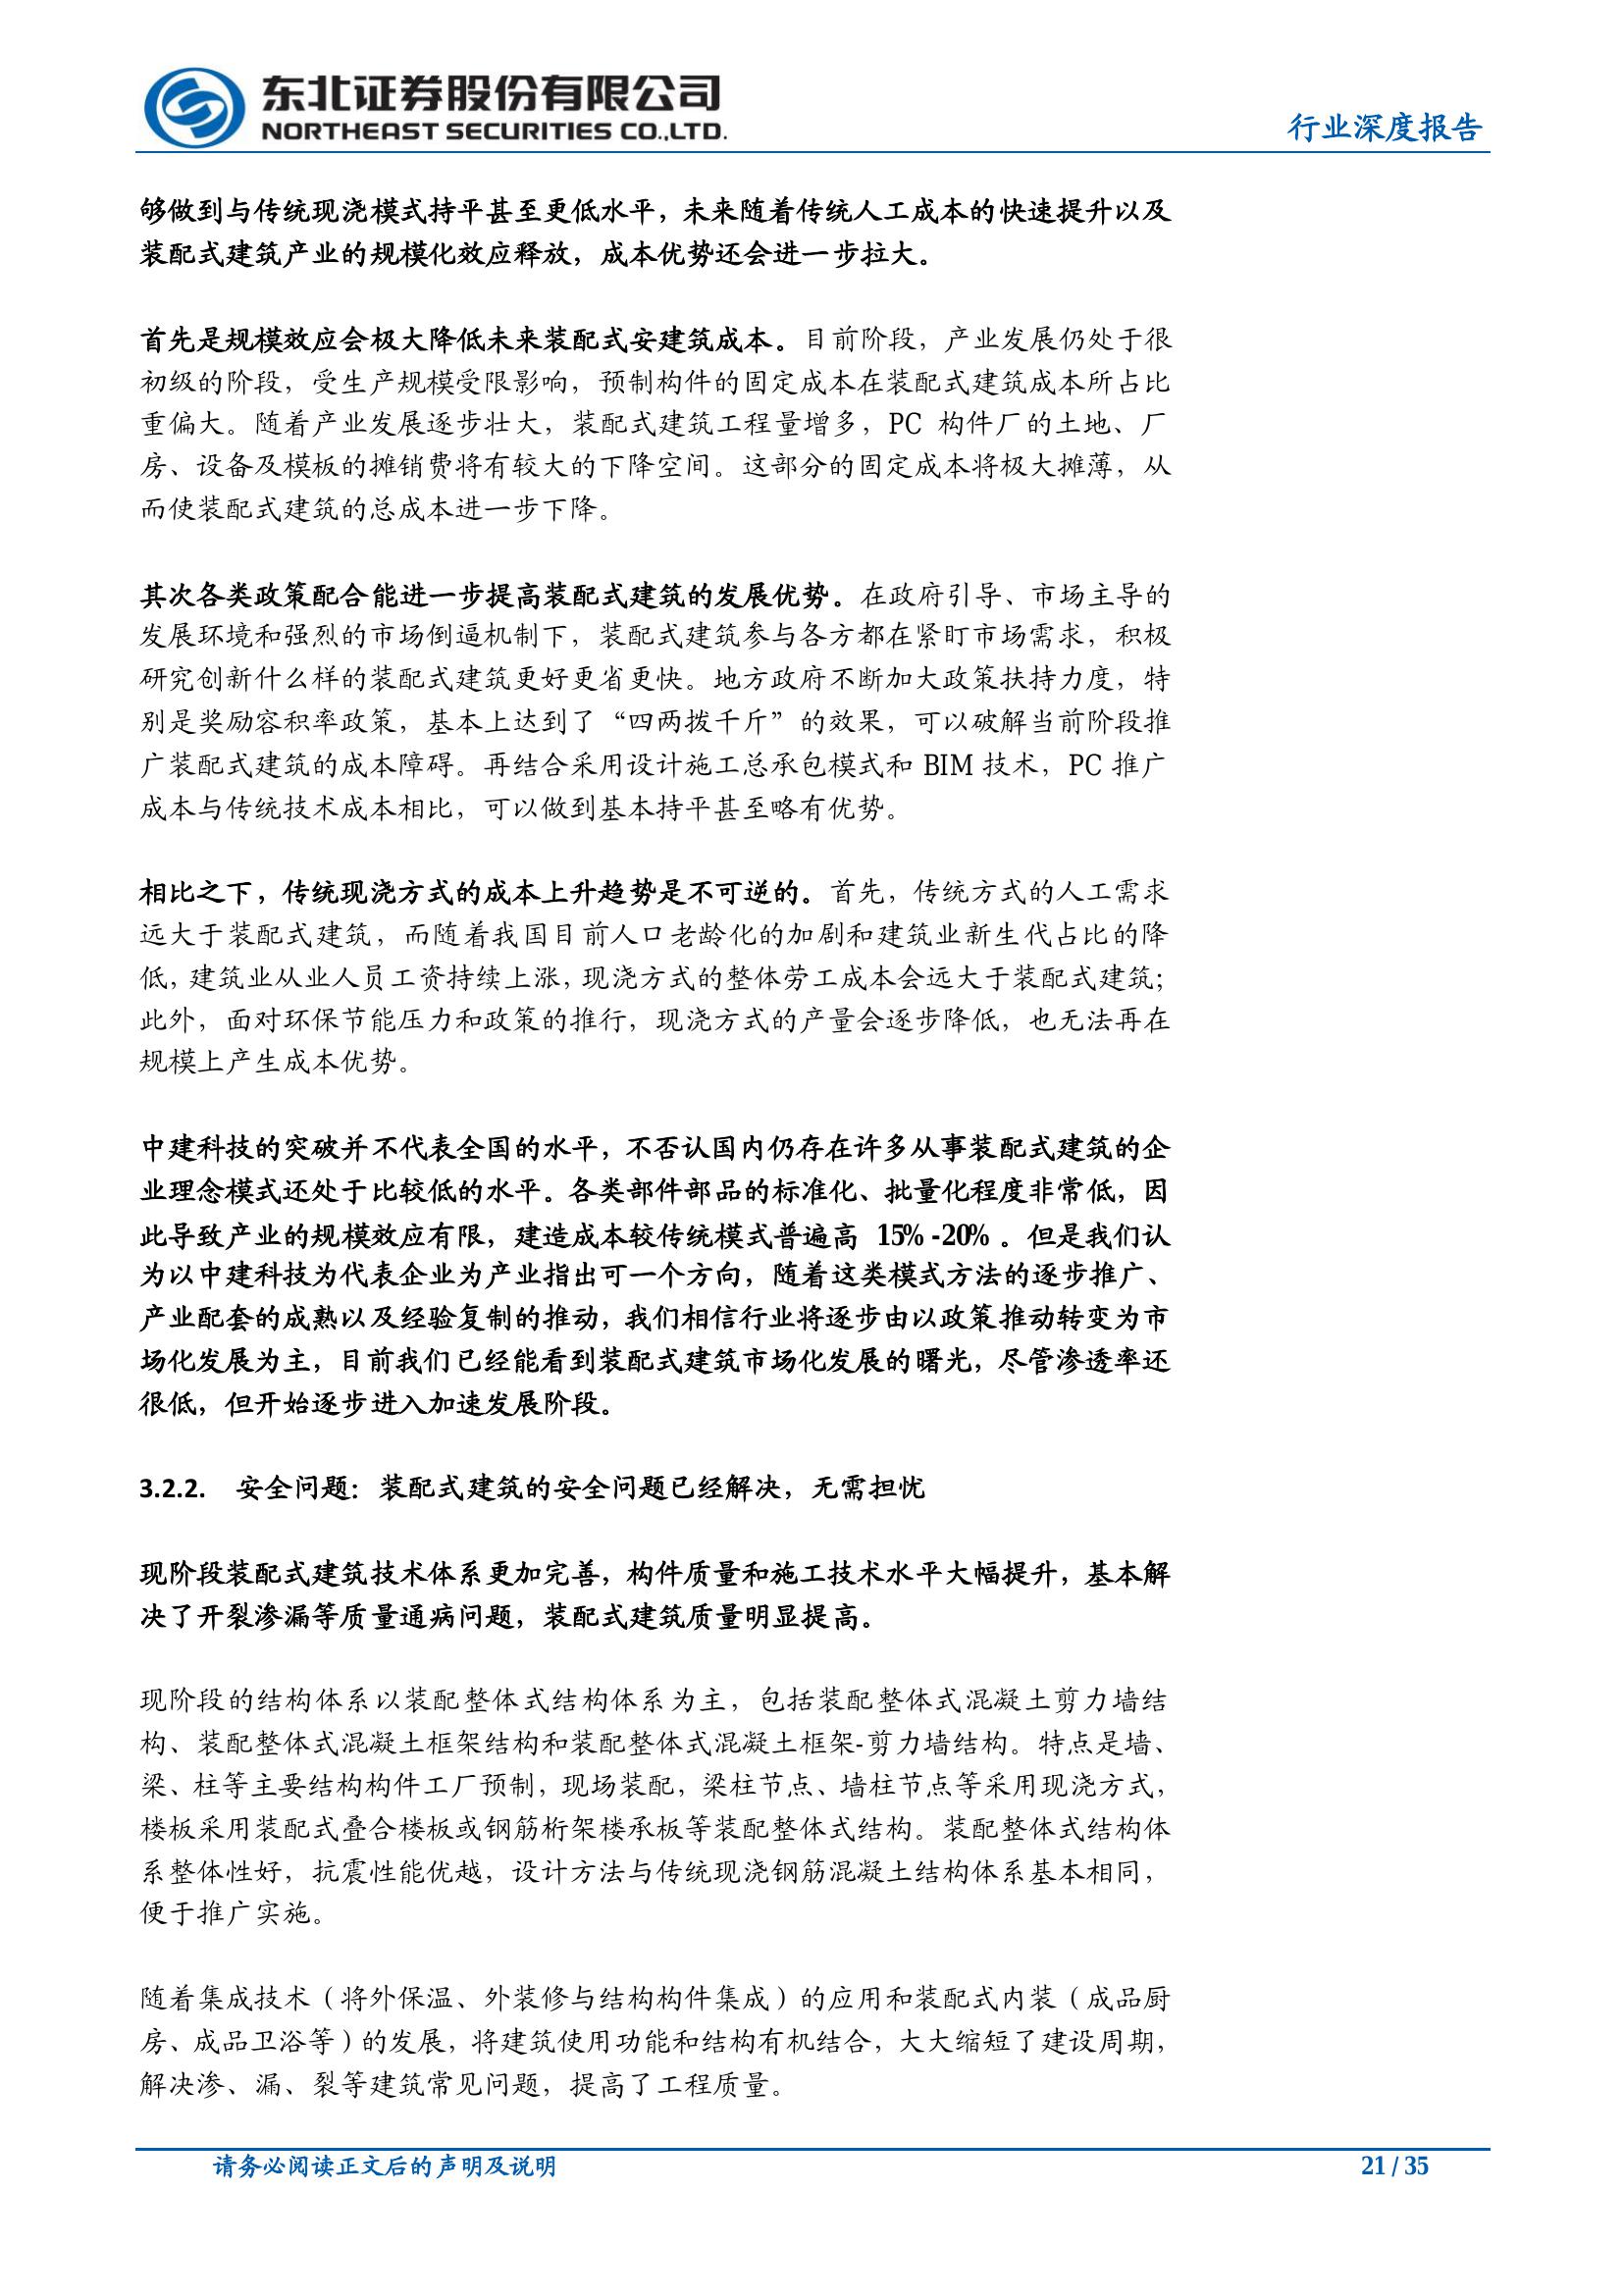 东北证券股份有限公司
NORTHEAST SECURITIES CO.,LTD.
行业深度报告
够做到与传统现浇模式持平甚至更低水平，未来随着传统人工成本的快速提升以及
装配式建筑产业的规模化效应释放，成本优势还会进一步拉大。
首先是规模效应会极大降低未来装配式安建筑成本。目前阶段，产业发展仍处于很
初级的阶段，受生产规模受限影响，预制构件的固定成本在装配式建筑成本所占比
重偏大。随着产业发展逐步壮大，装配式建筑工程量增多，PC 构件厂的土地、厂
房、设备及模板的摊销费将有较大的下降空间。这部分的固定成本将极大摊薄，从
而使装配式建筑的总成本进一步下降。
其次各类政策配合能进一步提高装配式建筑的发展优势。在政府引导、市场主导的
发展环境和强烈的市场倒逼机制下，装配式建筑参与各方都在紧盯市场需求，积极
研究创新什么样的装配式建筑更好更省更快。地方政府不断加大政策扶持力度，特
别是奖励容积率政策，基本上达到了“四两拨千斤”的效果，可以破解当前阶段推
广装配式建筑的成本障碍。再结合采用设计施工总承包模式和 BIM 技术，PC 推广
成本与传统技术成本相比，可以做到基本持平甚至略有优势。
相比之下，传统现浇方式的成本上升趋势是不可逆的。首先，传统方式的人工需求
远大于装配式建筑，而随着我国目前人口老龄化的加剧和建筑业新生代占比的降
低，建筑业从业人员工资持续上涨，现浇方式的整体劳工成本会远大于装配式建筑；
此外，面对环保节能压力和政策的推行，现浇方式的产量会逐步降低，也无法再在
规模上产生成本优势。
中建科技的突破并不代表全国的水平，不否认国内仍存在许多从事装配式建筑的企
业理念模式还处于比较低的水平。各类部件部品的标准化、批量化程度非常低，因
此导致产业的规模效应有限，建造成本较传统模式普遍高 15%-20%。但是我们认
为以中建科技为代表企业为产业指出可一个方向，随着这类模式方法的逐步推广、
产业配套的成熟以及经验复制的推动，我们相信行业将逐步由以政策推动转变为市
场化发展为主，目前我们已经能看到装配式建筑市场化发展的曙光，尽管渗透率还
很低，但开始逐步进入加速发展阶段。
3.2.2. 安全问题：装配式建筑的安全问题已经解决，无需担忧
现阶段装配式建筑技术体系更加完善，构件质量和施工技术水平大幅提升，基本解
决了开裂渗漏等质量通病问题，装配式建筑质量明显提高。
现阶段的结构体系以装配整体式结构体系为主，包括装配整体式混凝土剪力墙结
构、装配整体式混凝土框架结构和装配整体式混凝土框架-剪力墙结构。特点是墙、
梁、柱等主要结构构件工厂预制，现场装配，梁柱节点、墙柱节点等采用现浇方式，
楼板采用装配式叠合楼板或钢筋桁架楼承板等装配整体式结构。装配整体式结构体
系整体性好，抗震性能优越，设计方法与传统现浇钢筋混凝土结构体系基本相同，
便于推广实施。
随着集成技术（将外保温、外装修与结构构件集成）的应用和装配式内装（成品厨
房、成品卫浴等）的发展，将建筑使用功能和结构有机结合，大大缩短了建设周期，
解决渗、漏、裂等建筑常见问题，提高了工程质量。
请务必阅读正文后的声明及说明
21 / 35